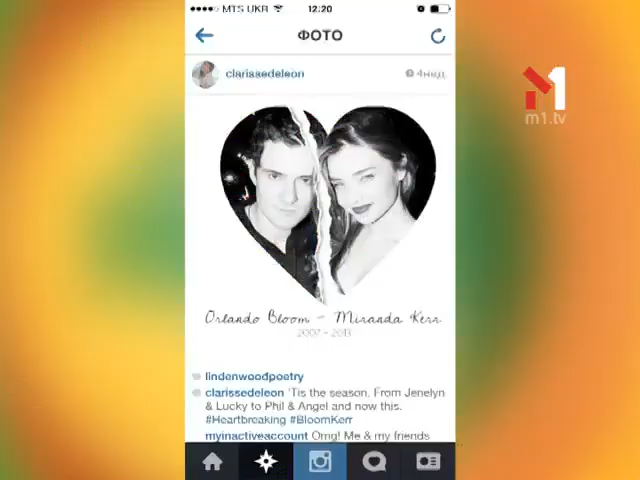 MTS UKR
12:20
ФОТО
clarissedeleon
4нед.
M1
m1.tv
Orlando Bloom - Miranda Kerr
2007 - 2013
lindenwoodpoetry
clarissedeleon 'Tis the season. From Jenelyn
& Lucky to Phil & Angel and now this.
#Heartbreaking #BloomKerr
myinactiveaccount Omg! Me & my friends